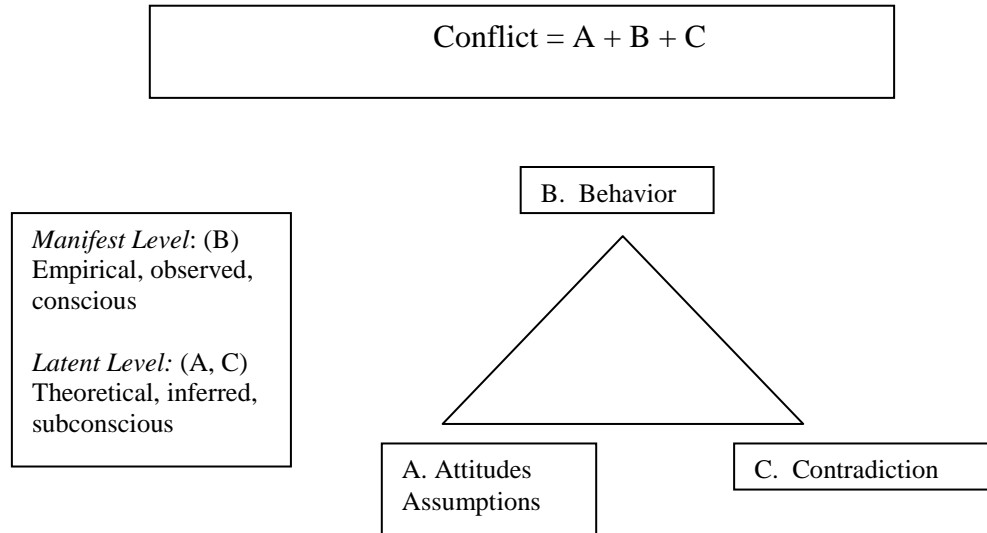 Conflict = A + B + C
B. Behavior
Manifest Level: (B)
Empirical, observed,
conscious
Latent Level: (A, C)
Theoretical, inferred,
subconscious
A. Attitudes
Assumptions
C. Contradiction